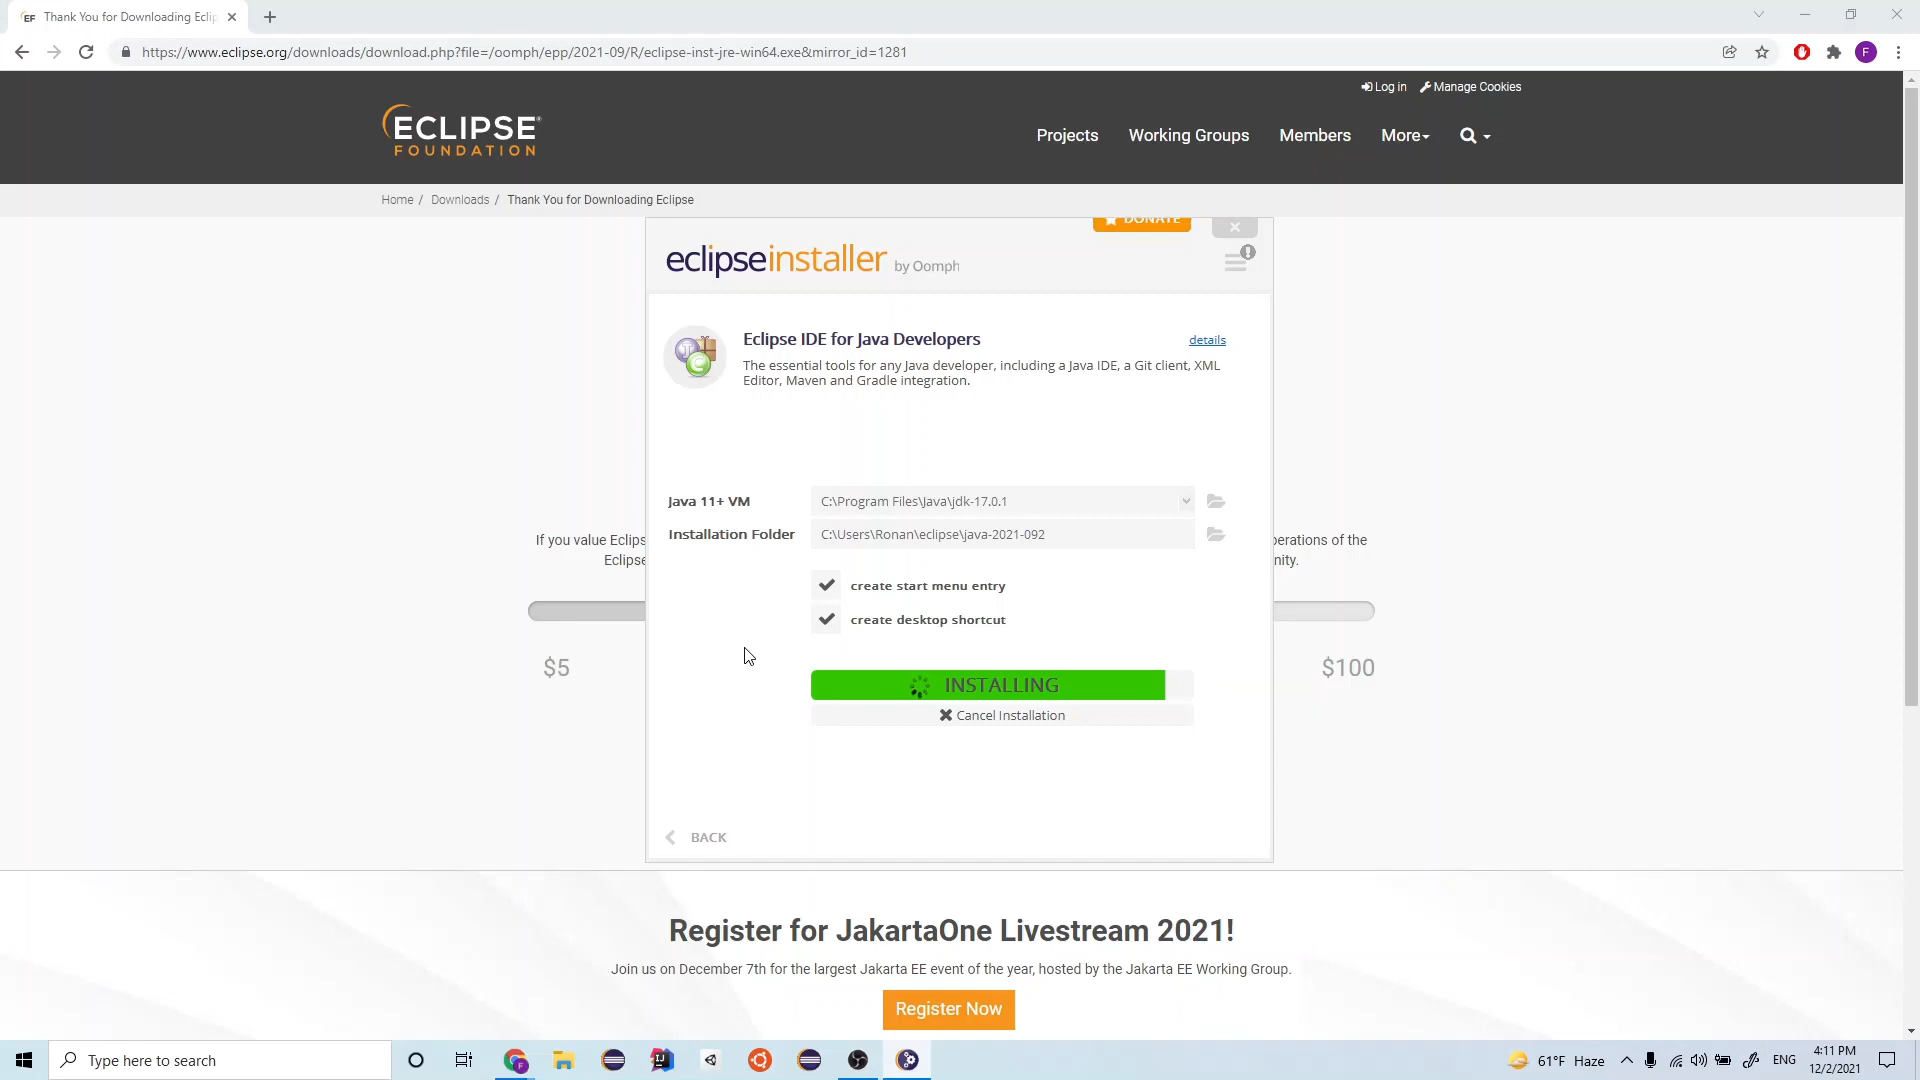 Thank You for Downloading Eclip
https://www.eclipse.org/downloads/download.php?file=/oomph/epp/2021-09/R/eclipse-inst-jre-win64.exe&mirror_id=1281
F
Log in Manage Cookies
ECLIPSE
FOUNDATION
Projects Working Groups Members More
Home / Downloads / Thank You for Downloading Eclipse
DONATE
eclipseinstaller by Oomph
Eclipse IDE for Java Developers details
The essential tools for any Java developer, including a Java IDE, a Git client, XML
Editor, Maven and Gradle integration.
Java 11+ VM C:\Program Files\Java\jdk-17.0.1
Installation Folder C:\Users\Ronan\eclipse\java-2021-092
If you value Eclips
erations of the
Eclipse
nity.
create start menu entry
create desktop shortcut
$5 $100
INSTALLING
Cancel Installation
BACK
Register for JakartaOne Livestream 2021!
Join us on December 7th for the largest Jakarta EE event of the year, hosted by the Jakarta EE Working Group.
Register Now
Type here to search
61°F Haze
ENG
4:11 PM
12/2/2021